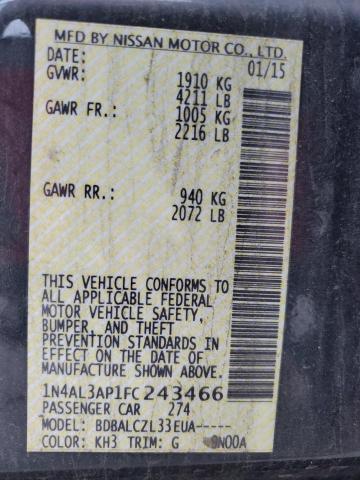 MFD BY NISSAN MOTOR CO., LTD.
DATE: 01/15
GVWR: 1910 KG
4211 LB
GAWR FR.: 1005 KG
2216 LB
GAWR RR.: 940 KG
2072 LB
THIS VEHICLE CONFORMS TO
ALL APPLICABLE FEDERAL
MOTOR VEHICLE SAFETY,
BUMPER, AND THEFT
PREVENTION STANDARDS IN
EFFECT ON THE DATE OF
MANUFACTURE SHOWN ABOVE.
1N4AL3AP1FC243466
PASSENGER CAR 274
MODEL: BDBALCZL33EUA-----
COLOR: KH3 TRIM: G 9N00A